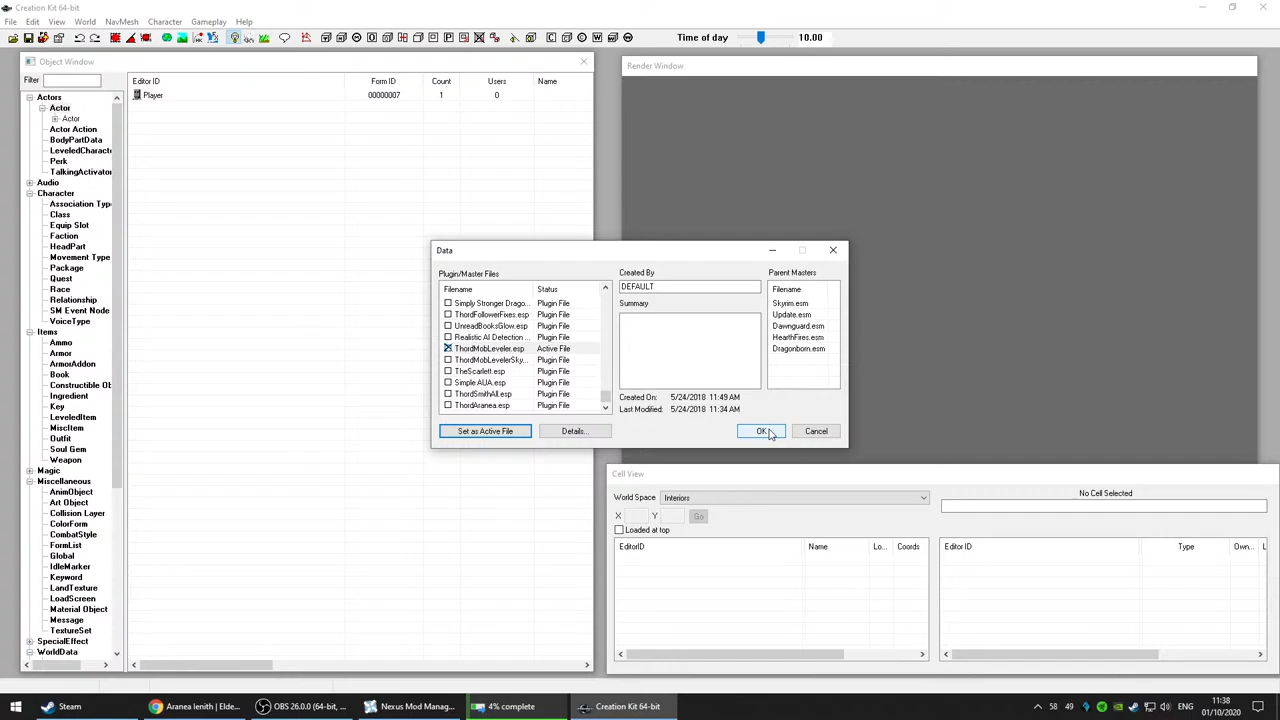 Creation Kit 64-bit
File Edit View World NavMesh Character Gameplay Help
Time of day 10.00
Object Window
Filter
Actors
Actor
Actor
Actor Action
BodyPartData
LeveledCharact
Perk
TalkingActivato
Audio
Character
Association Typ
Class
Equip Slot
Faction
HeadPart
Movement Type
Package
Quest
Race
Relationship
SM Event Node
VoiceType
Items
Ammo
Armor
ArmorAddon
Book
Constructible Ob
Ingredient
Key
LeveledItem
MiscItem
Outfit
Soul Gem
Weapon
Magic
Miscellaneous
AnimObject
Art Object
Collision Layer
ColorForm
CombatStyle
FormList
Global
IdleMarker
Keyword
LandTexture
LoadScreen
Material Object
Message
TextureSet
SpecialEffect
WorldData
Editor ID Form ID Count Users Name
Player 00000007 1 0
Render Window
Data
Plugin/Master Files
Filename Status
Simply Stronger Drago... Plugin File
ThordFollowerFixes.esp Plugin File
UnreadBooksGlow.esp Plugin File
Realistic AI Detection ... Plugin File
ThordMobLeveler.esp Active File
ThordMobLevelerSky... Plugin File
TheScarlett.esp Plugin File
Simple AUA.esp Plugin File
ThordSmithAll.esp Plugin File
ThordAranea.esp Plugin File
Set as Active File Details...
Created By
DEFAULT
Summary
Created On: 5/24/2018 11:49 AM
Last Modified: 5/24/2018 11:34 AM
Parent Masters
Filename
Skyrim.esm
Update.esm
Dawnguard.esm
HearthFires.esm
Dragonborn.esm
OK Cancel
Cell View
World Space Interiors
X Y Go
Loaded at top
EditorID Name Lo... Coords
No Cell Selected
Editor ID Type Own... L
Steam
Aranea Ienith | Elde...
OBS 26.0.0 (64-bit, ...
Nexus Mod Manag...
4% complete
Creation Kit 64-bit
58 49
11:38
01/10/2020